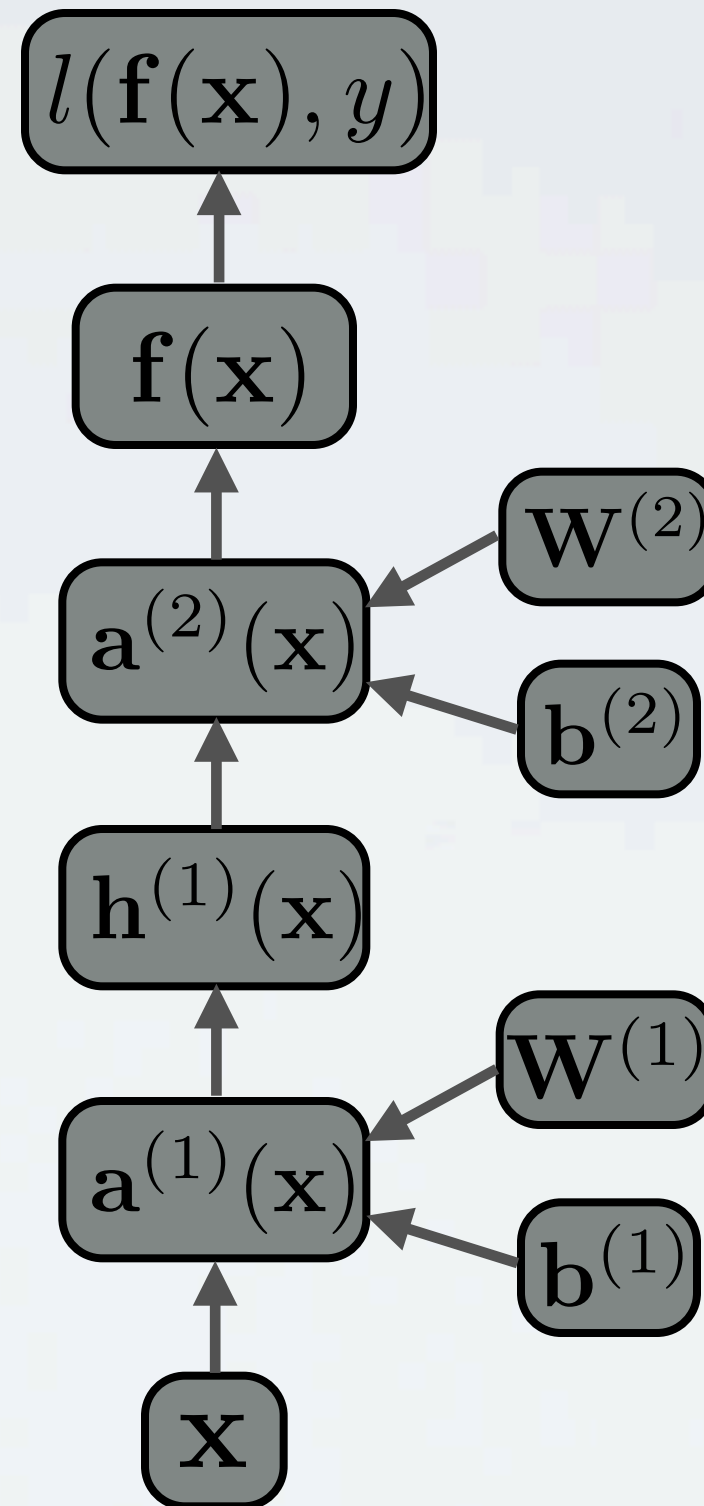 l(f(x), y)
f(x)
W^(2)
a^(2)(x)
b^(2)
h^(1)(x)
W^(1)
a^(1)(x)
b^(1)
x